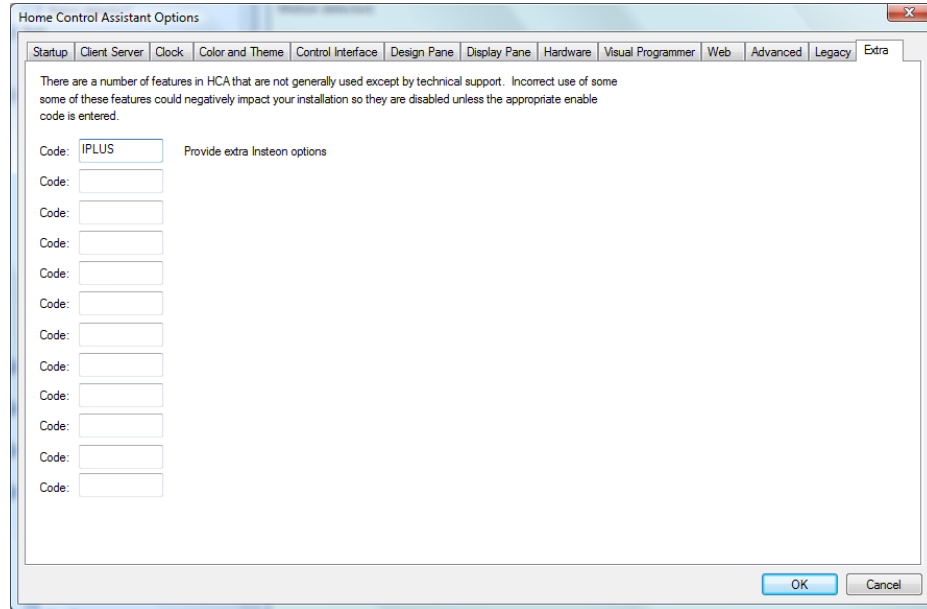 Home Control Assistant Options
Startup Client Server Clock Color and Theme Control Interface Design Pane Display Pane Hardware Visual Programmer Web Advanced Legacy Extra
There are a number of features in HCA that are not generally used except by technical support. Incorrect use of some
some of these features could negatively impact your installation so they are disabled unless the appropriate enable
code is entered.
Code: IPLUS Provide extra Insteon options
Code:
Code:
Code:
Code:
Code:
Code:
Code:
Code:
Code:
Code:
Code:
OK Cancel